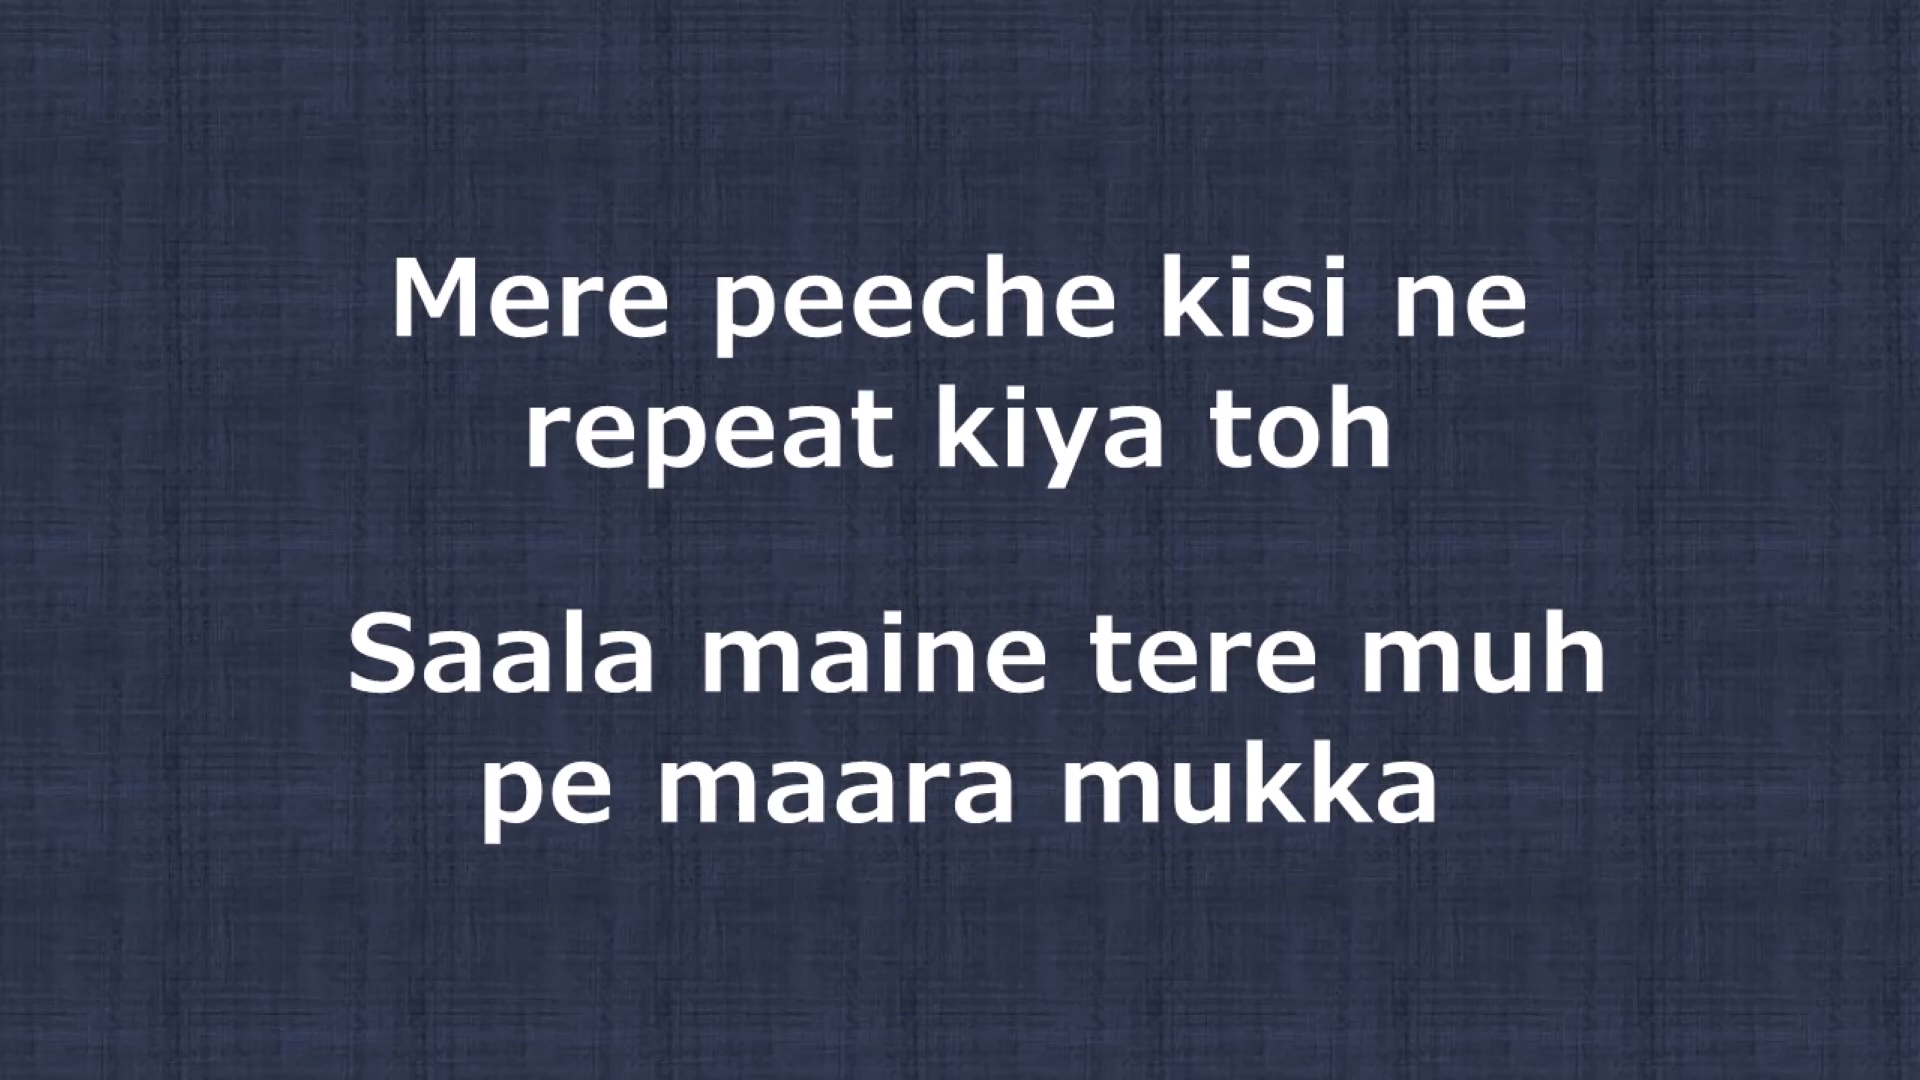 Mere peeche kisi ne
repeat kiya toh
Saala maine tere muh
pe maara mukka